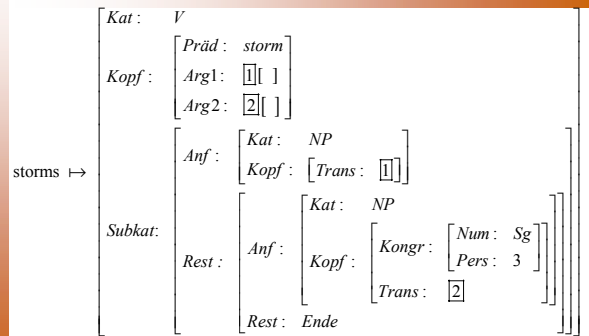 Kat : V
Präd : storm
Kopf : Arg1 : 1 [ ]
Arg2 : 2 [ ]
storms ↦
Kat : NP
Anf :
Kopf : [Trans : 1]
Subkat:
Kat : NP
Num : Sg
Kongr :
Anf : Pers : 3
Rest : Kopf :
Trans : 2
Rest : Ende